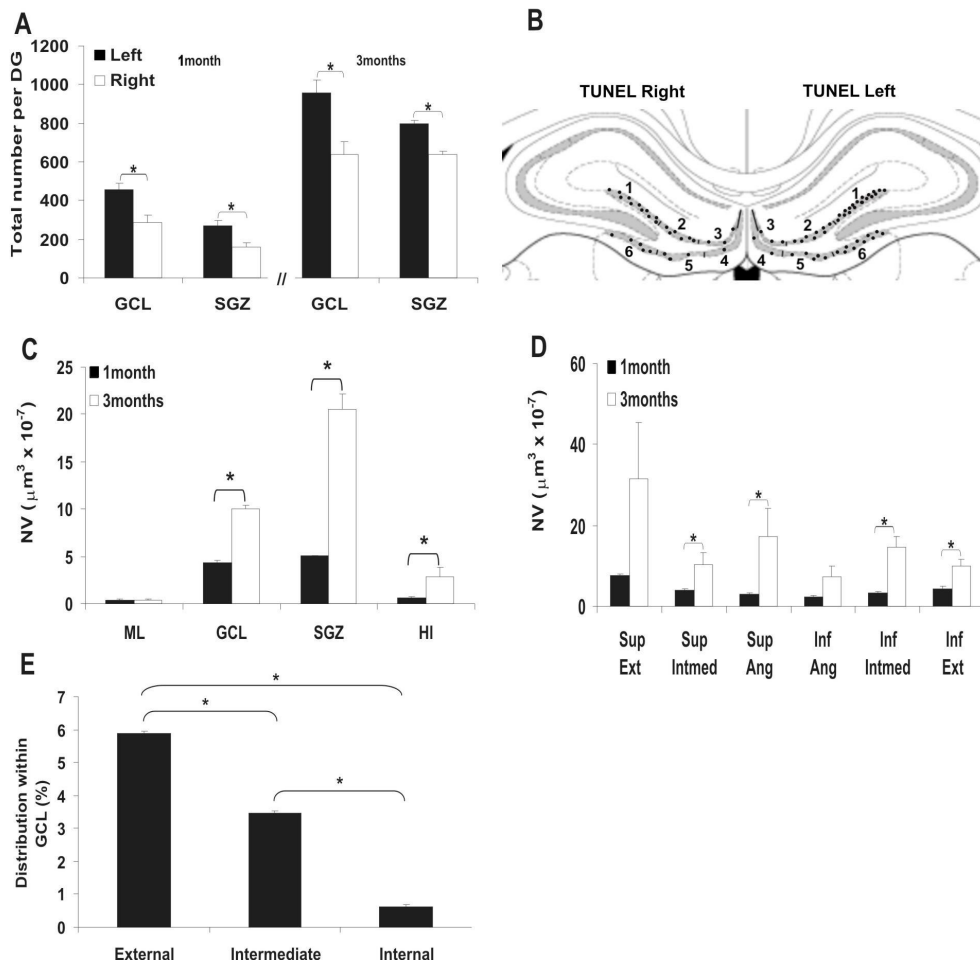 A
Total number per DG
1200
1000
800
600
400
200
0
Left
Right
1month
3months
*
*
*
*
GCL
SGZ
//
GCL
SGZ
B
TUNEL Right
TUNEL Left
1
2
3
4
5
6
1
2
3
4
5
6
C
NV ( μm³ x 10⁻⁷)
25
20
15
10
5
0
1month
3months
*
*
*
ML
GCL
SGZ
HI
D
NV ( μm³ x 10⁻⁷)
60
40
20
0
1month
3months
*
*
*
*
Sup Sup Sup Inf Inf Inf
Ext Intmed Ang Ang Intmed Ext
E
Distribution within
GCL (%)
7
6
5
4
3
2
1
0
*
*
*
External
Intermediate
Internal